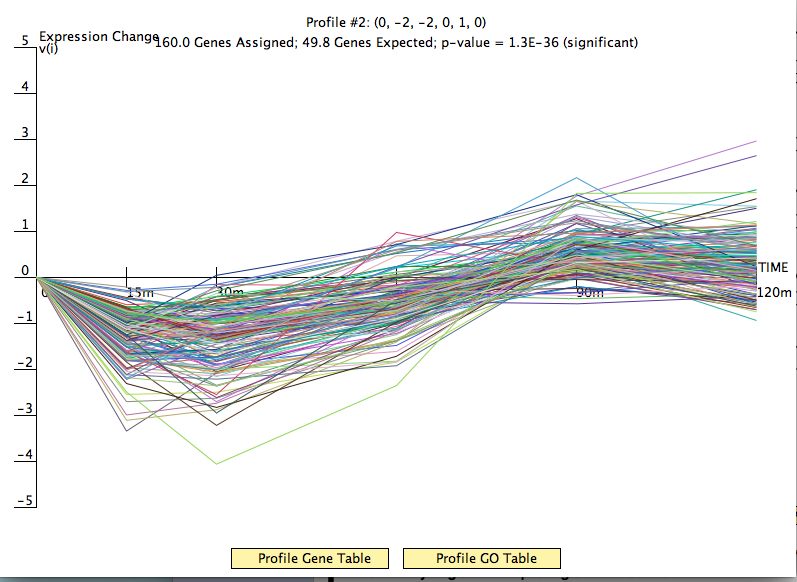 Profile #2: (0, -2, -2, 0, 1, 0)
160.0 Genes Assigned; 49.8 Genes Expected; p-value = 1.3E-36 (significant)
Expression Change
v(i)
5
4
3
2
1
0
-1
-2
-3
-4
-5
15m
30m
90m
120m
TIME
Profile Gene Table
Profile GO Table